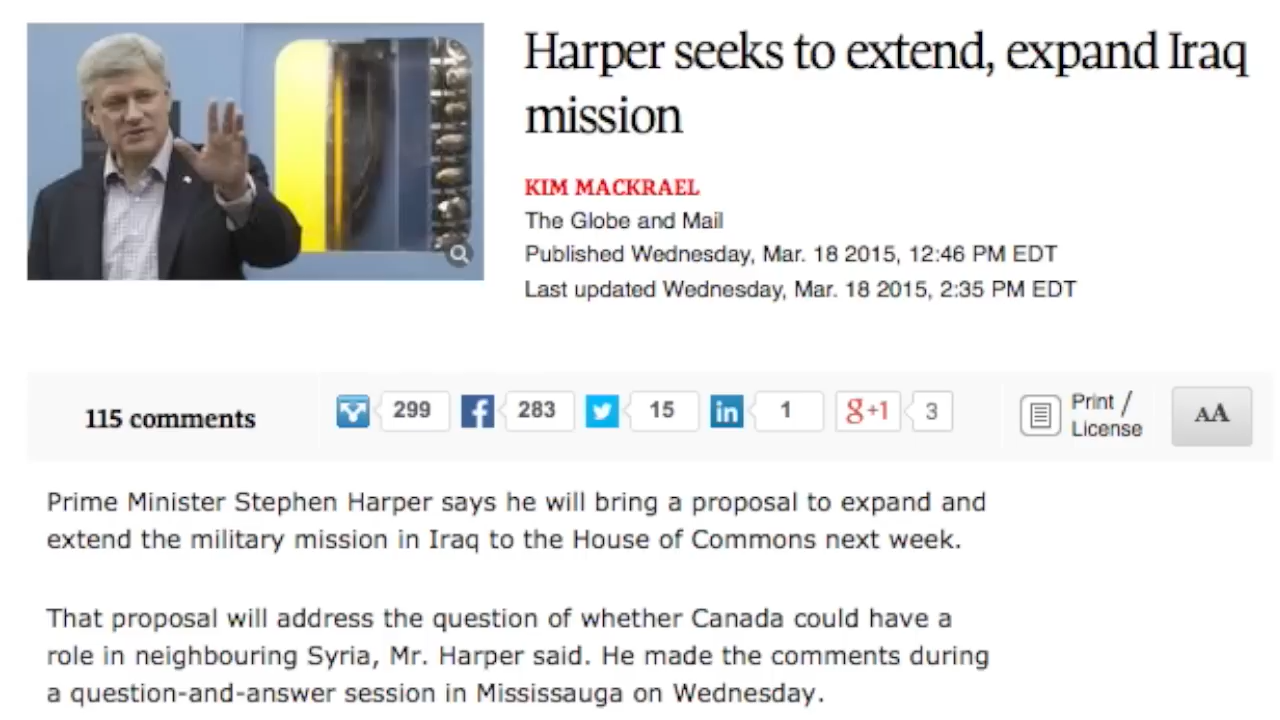 Harper seeks to extend, expand Iraq
mission
KIM MACKRAEL
The Globe and Mail
Published Wednesday, Mar. 18 2015, 12:46 PM EDT
Last updated Wednesday, Mar. 18 2015, 2:35 PM EDT
115 comments 299 f 283 15 in 1 g+1 3 Print / AA
License
Prime Minister Stephen Harper says he will bring a proposal to expand and
extend the military mission in Iraq to the House of Commons next week.
That proposal will address the question of whether Canada could have a
role in neighbouring Syria, Mr. Harper said. He made the comments during
a question-and-answer session in Mississauga on Wednesday.